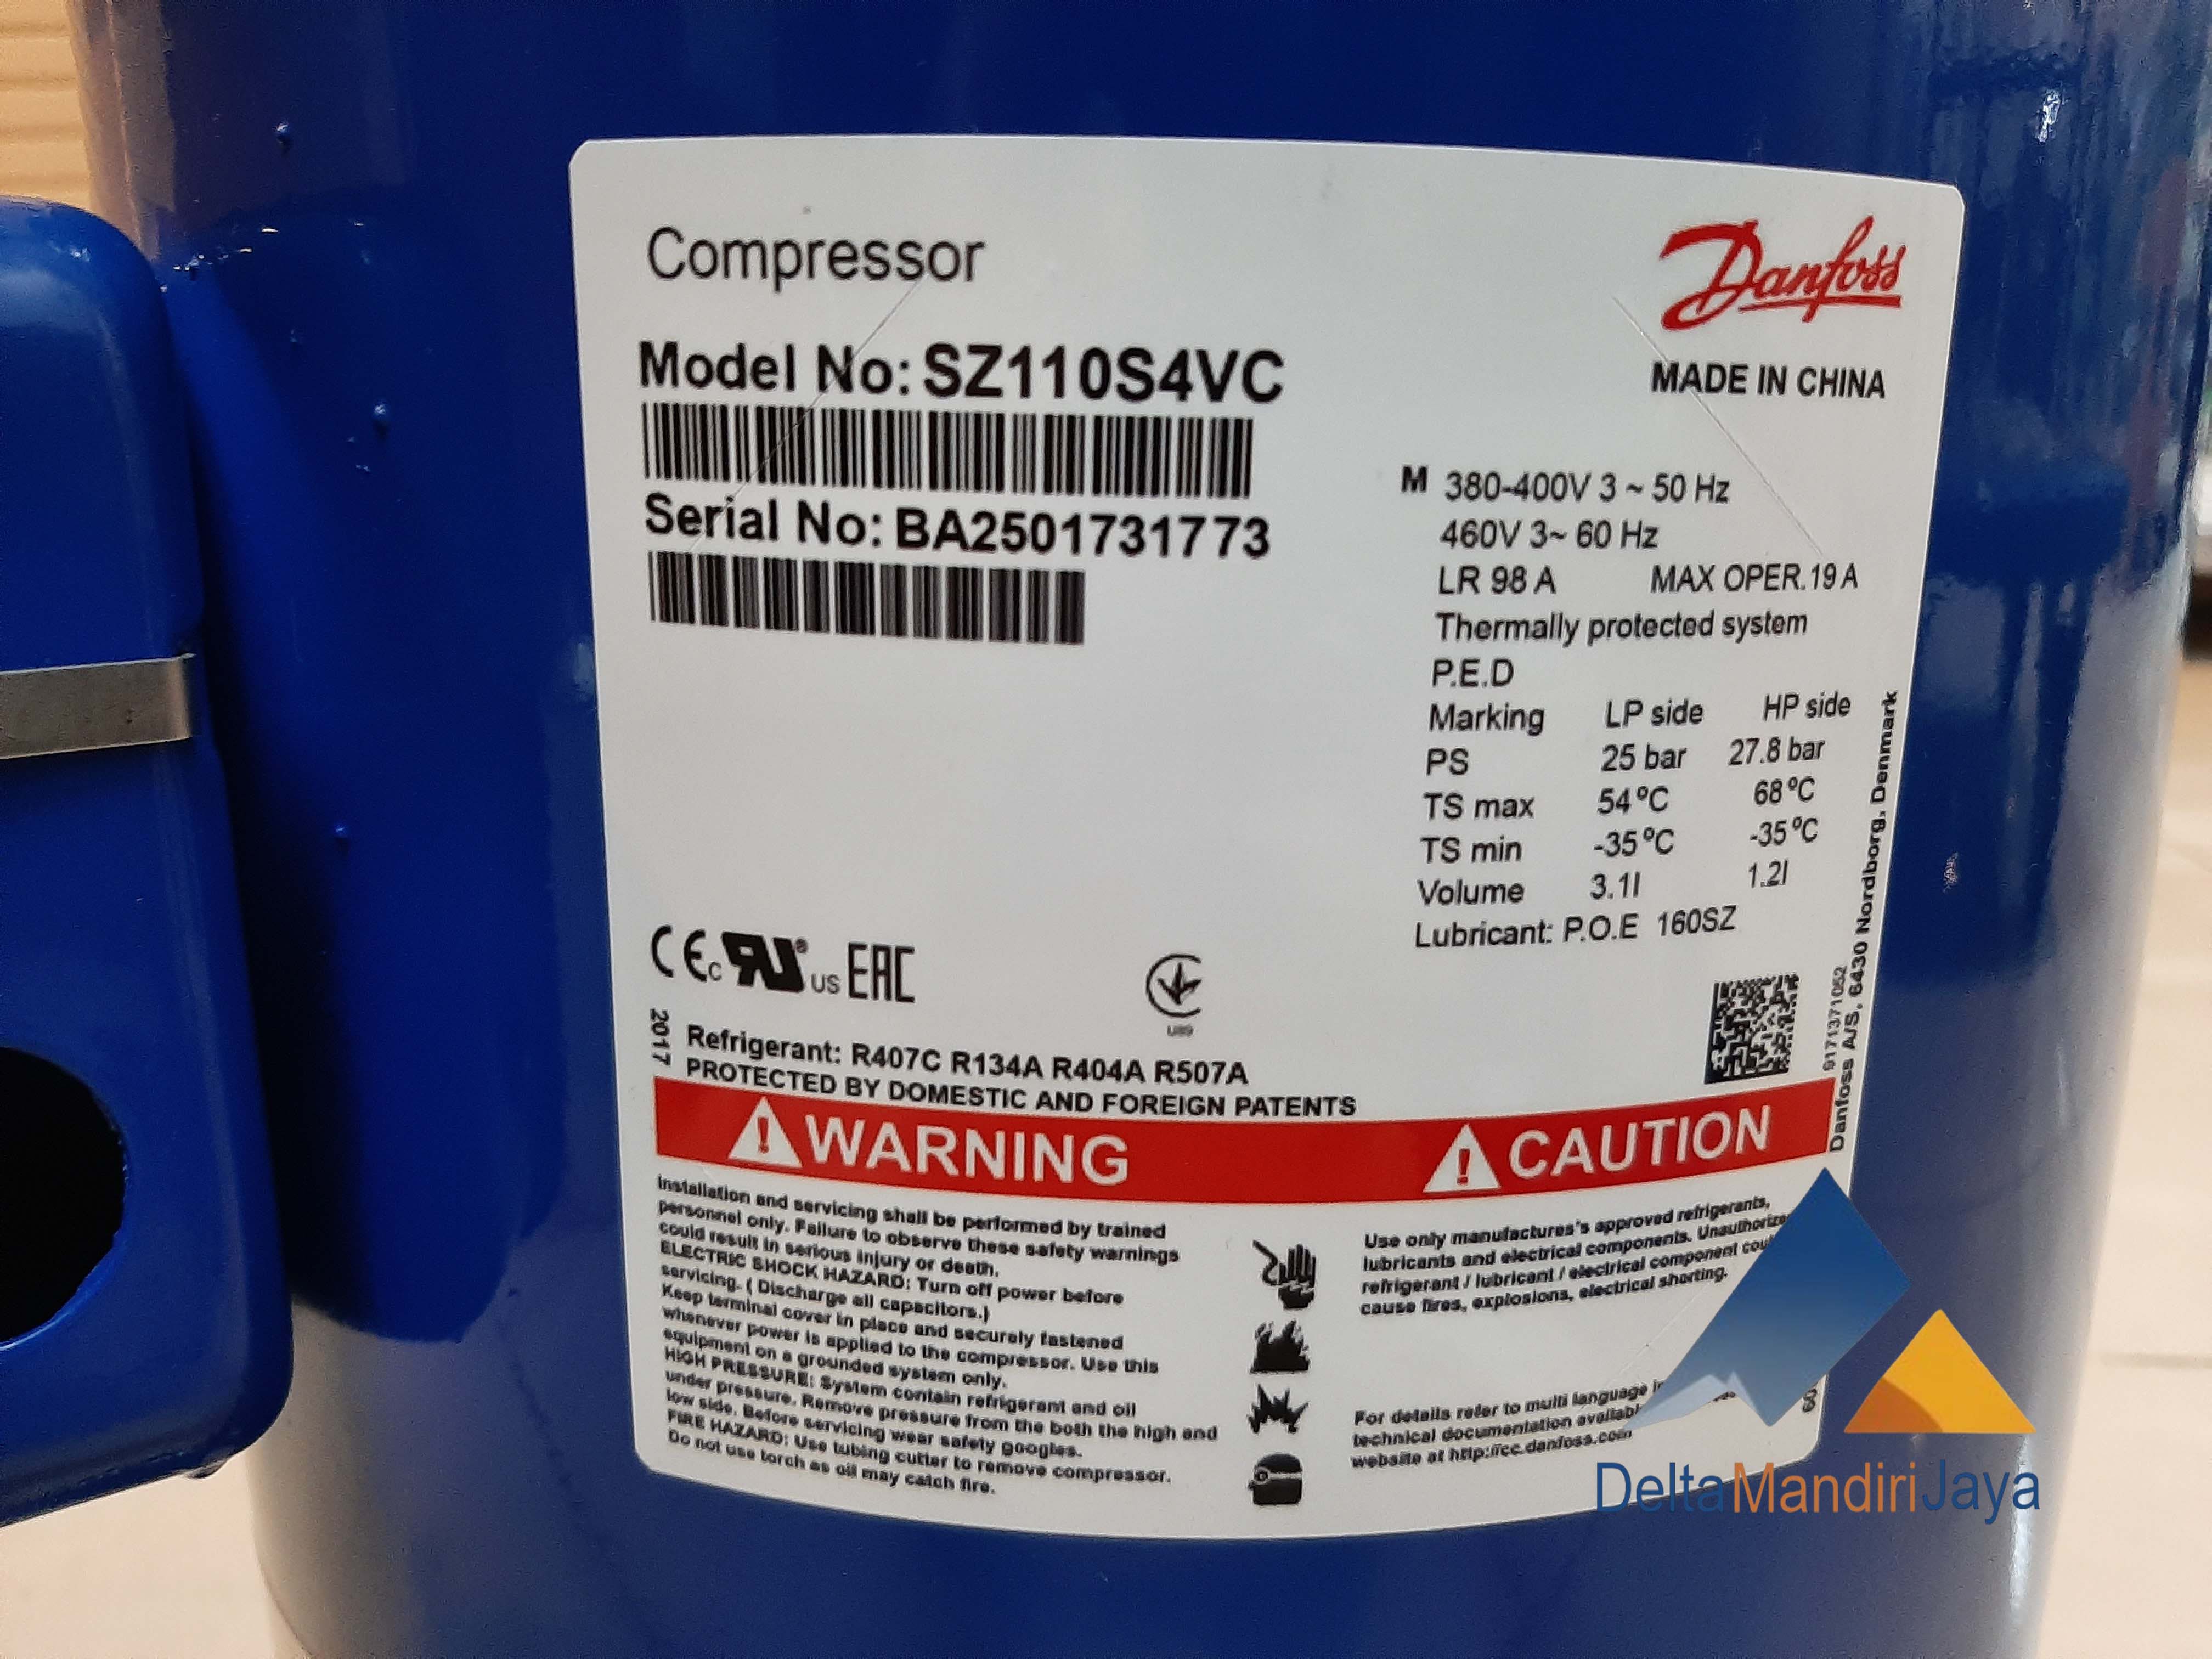 Compressor
Danfoss
MADE IN CHINA
Model No: SZ110S4VC
Serial No: BA2501731773
M 380-400V 3 ~ 50 Hz
460V 3~ 60 Hz
LR 98 A MAX OPER.19 A
Thermally protected system
P.E.D
Marking LP side HP side
PS 25 bar 27.8 bar
TS max 54°C 68°C
TS min -35°C -35°C
Volume 3.1l 1.2l
Lubricant: P.O.E 160SZ
CE c RU® US EAC
U89
2017
Refrigerant: R407C R134A R404A R507A
PROTECTED BY DOMESTIC AND FOREIGN PATENTS
9171371052
Danfoss A/S. 6430 Nordborg, Denmark
WARNING
Installation and servicing shall be performed by trained
personnel only. Failure to observe these safety warnings
could result in serious injury or death.
ELECTRIC SHOCK HAZARD: Turn off power before
servicing. ( Discharge all capacitors.)
Keep terminal cover in place and securely fastened
whenever power is applied to the compressor. Use this
equipment on a grounded system only.
HIGH PRESSURE: System contain refrigerant and oil
under pressure. Remove pressure from the both the high and
low side. Before servicing wear safety googles.
FIRE HAZARD: Use tubing cutter to remove compressor.
Do not use torch as oil may catch fire.
CAUTION
Use only manufactures's approved refrigerants,
lubricants and electrical components. Unauthorize
refrigerant / lubricant / electrical component coul
cause fires, explosions, electrical shorting.
For details refer to multi language
technical documentation availabl
website at http://cc.danfoss.com
DeltaMandiriJaya